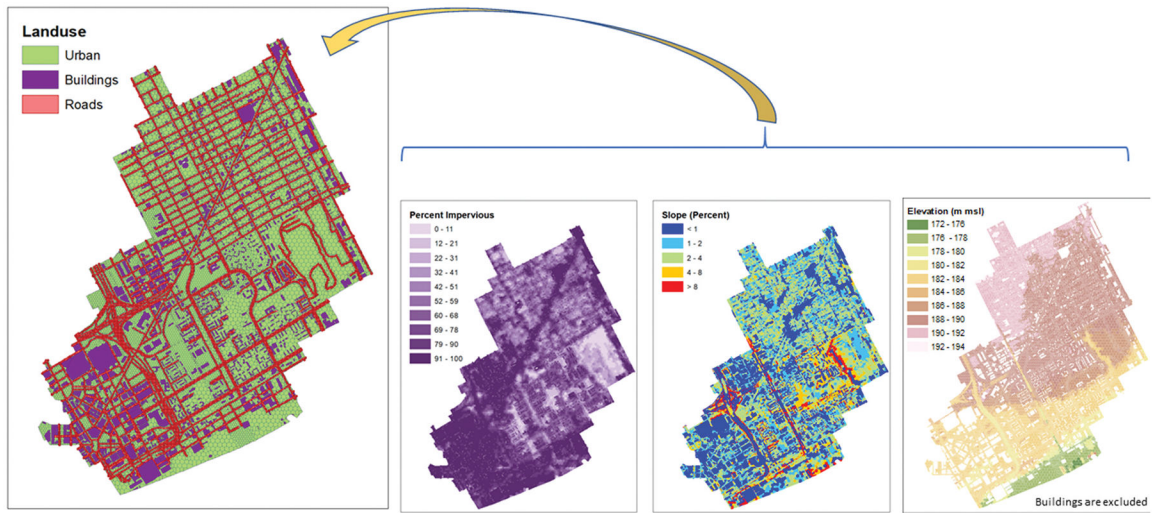 Landuse
Urban
Buildings
Roads
Percent Impervious
0 - 11
12 - 21
22 - 31
32 - 41
42 - 51
52 - 59
60 - 68
69 - 78
79 - 90
91 - 100
Slope (Percent)
< 1
1 - 2
2 - 4
4 - 8
> 8
Elevation (m msl)
172 - 176
176 - 178
178 - 180
180 - 182
182 - 184
184 - 186
186 - 188
188 - 190
190 - 192
192 - 194
Buildings are excluded